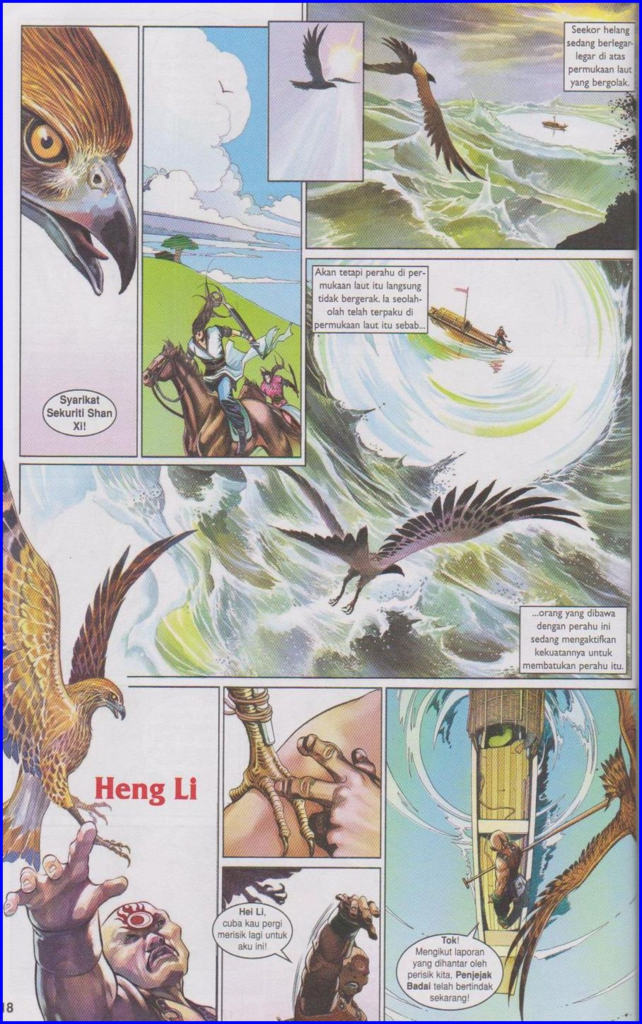 Seekor helang
sedang berlegar-
legar di atas
permukaan laut
yang bergolak.
Syarikat
Sekuriti Shan
Xi!
Akan tetapi perahu di per-
mukaan laut itu langsung
tidak bergerak. Ia seolah-
olah telah terpaku di
permukaan laut itu sebab...
...orang yang dibawa
dengan perahu ini
sedang mengaktifkan
kekuatannya untuk
membatukan perahu itu.
Heng Li
Hei Li,
cuba kau pergi
merisik lagi untuk
aku ini!
Tok!
Mengikut laporan
yang dihantar oleh
perisik kita, Penjejak
Badai telah bertindak
sekarang!
18